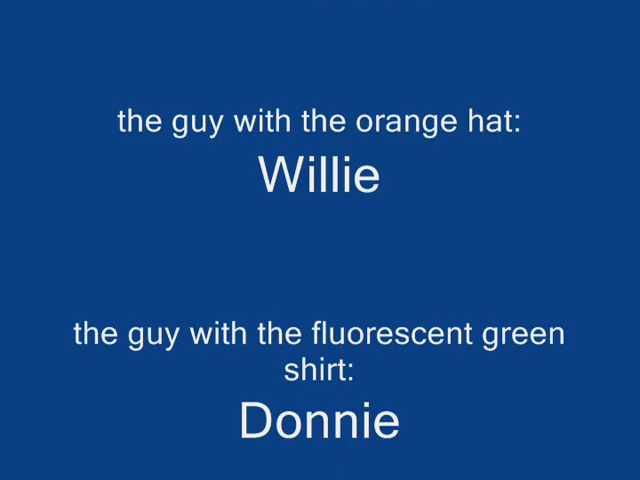 the guy with the orange hat:
Willie
the guy with the fluorescent green
shirt:
Donnie